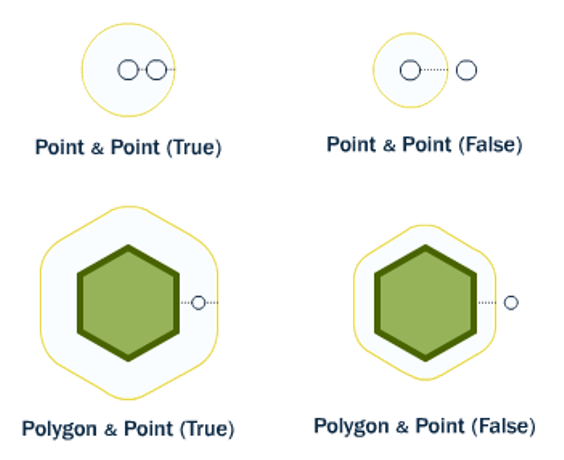 Point & Point (True)
Point & Point (False)
Polygon & Point (True)
Polygon & Point (False)